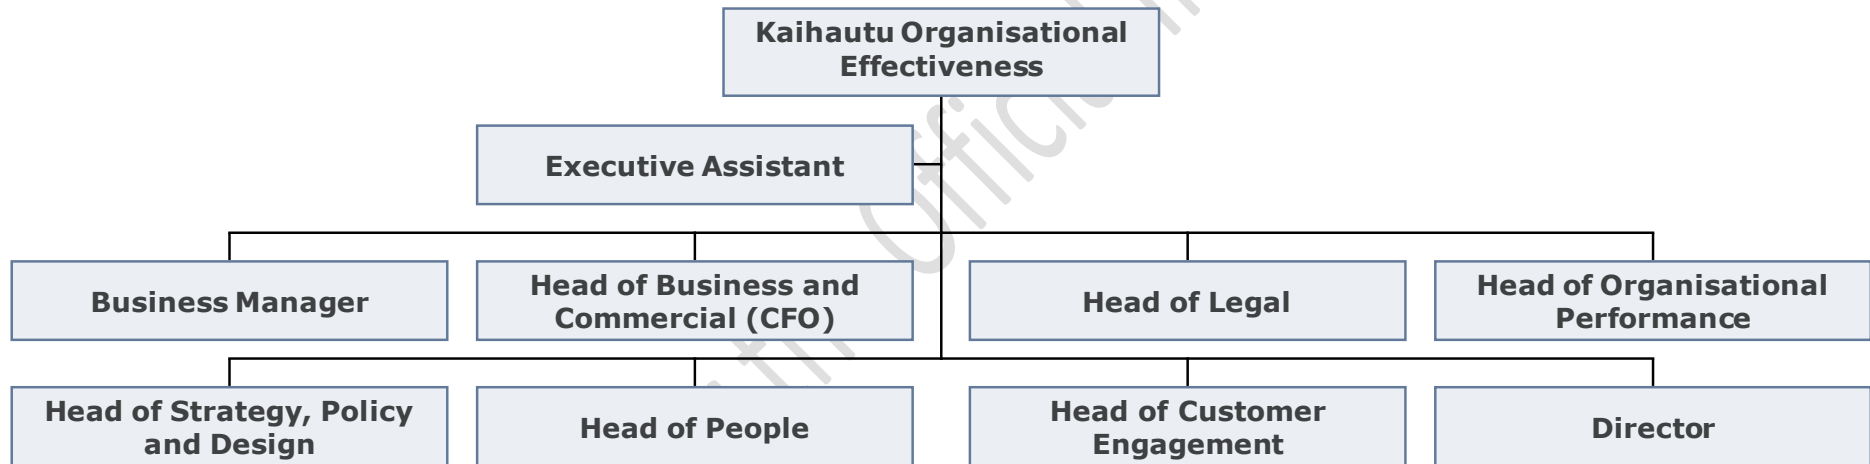 Kaihautu Organisational
Effectiveness
Executive Assistant
Business Manager
Head of Business and
Commercial (CFO)
Head of Legal
Head of Organisational
Performance
Head of Strategy, Policy
and Design
Head of People
Head of Customer
Engagement
Director